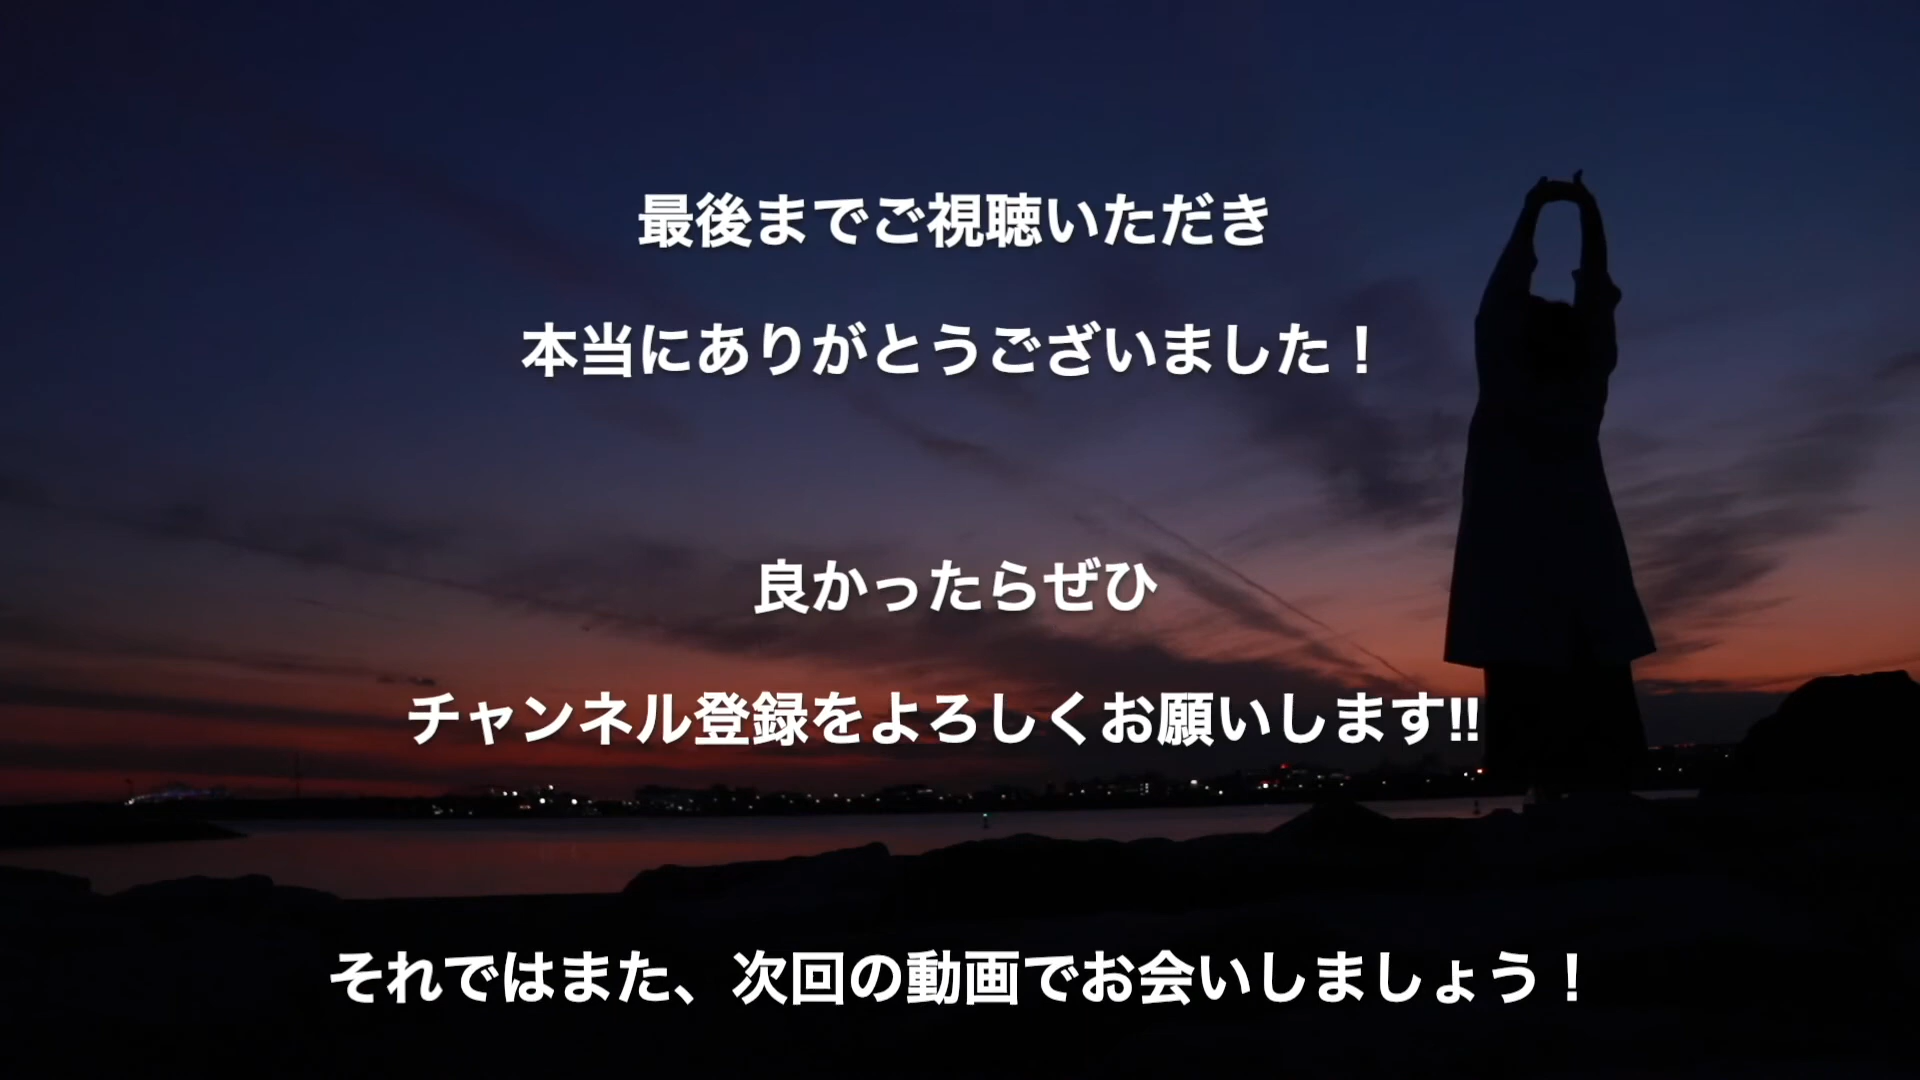 最後までご視聴いただき
本当にありがとうございました！
良かったらぜひ
チャンネル登録をよろしくお願いします!!
それではまた、次回の動画でお会いしましょう！